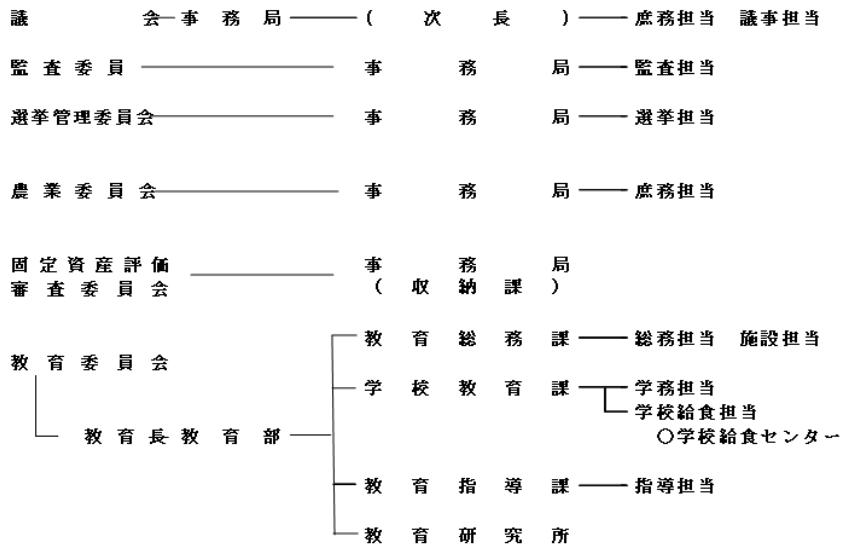 議会 事務局 (次長) 庶務担当 議事担当
監査委員 事務局 監査担当
選挙管理委員会 事務局 選挙担当
農業委員会 事務局 庶務担当
固定資産評価 事務局
審査委員会 (収納課)
教育総務課 総務担当 施設担当
教育委員会
学校教育課 学務担当
学校給食担当
教育長 教育部 〇学校給食センター
教育指導課 指導担当
教育研究所